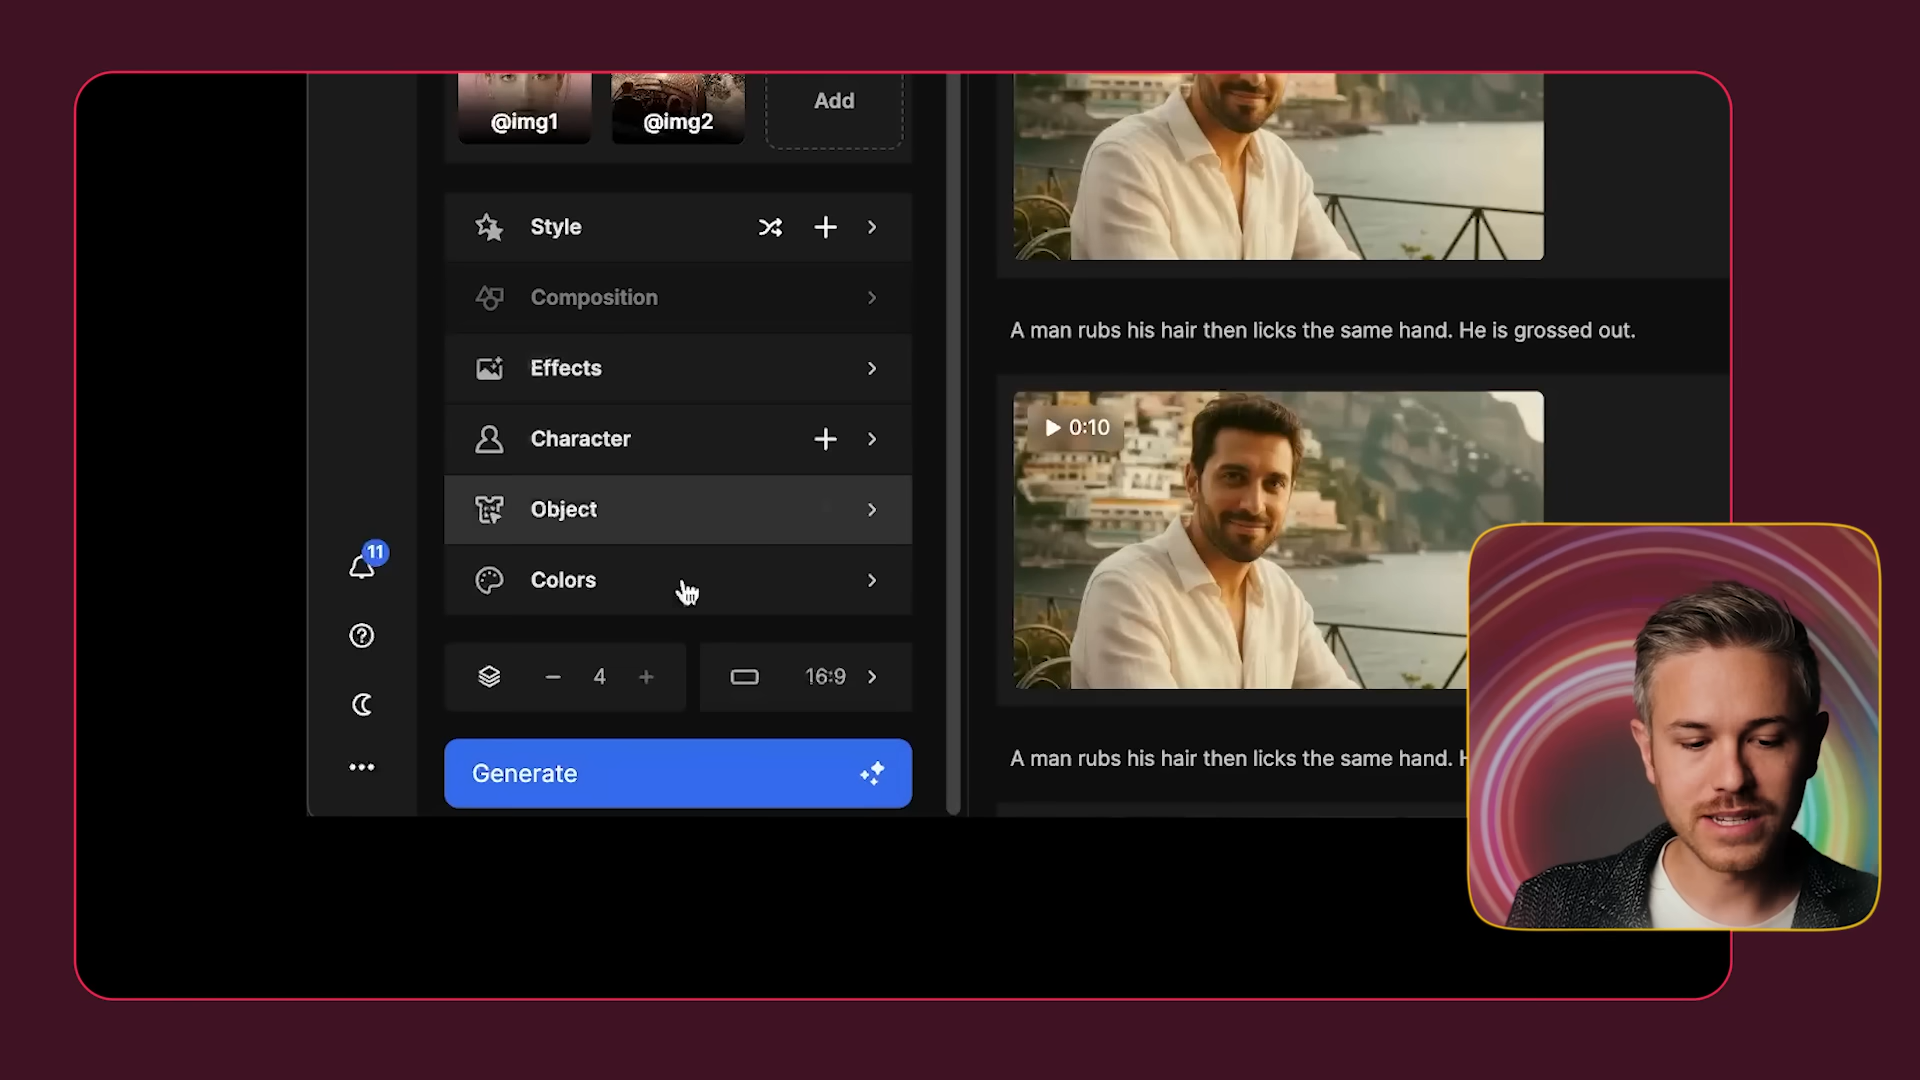 @img1
@img2
Add
Style
Composition
Effects
Character
Object
Colors
4
16:9
Generate
11
A man rubs his hair then licks the same hand. He is grossed out.
0:10
A man rubs his hair then licks the same hand. H